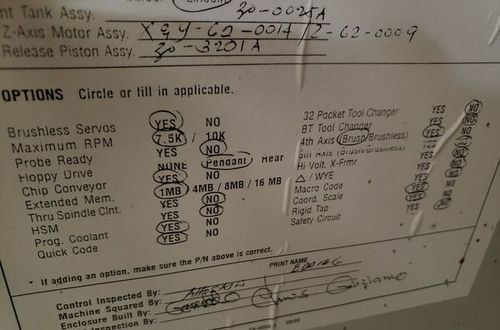 nt Tank Assy. 30-0025A
Z-Axis Motor Assy. X&Y-62-0014/Z-62-0009
Release Piston Assy. 30-3201A
OPTIONS Circle or fill in applicable.
Brushless Servos YES NO
Maximum RPM 7.5K / 10K
Probe Ready YES NO
Floppy Drive NONE Pendant Rear
Chip Conveyor YES NO
Extended Mem. 1MB 4MB / 8MB / 16 MB
Thru Spindle Clnt. YES NO
HSM YES NO
Prog. Coolant YES NO
Quick Code YES NO
32 Pocket Tool Changer YES NO
BT Tool Changer YES NO
4th Axis (Brush/Brushless) YES NO
5th Axis (Brush/Brushless) YES NO
Hi Volt. X-Frmr YES NO
△ / WYE
Macro Code YES NO
Coord. Scale YES NO
Rigid Tap YES NO
Safety Circuit
* If adding an option, make sure the P/N above is correct.
PRINT NAME
Control Inspected By:
Machine Squared By:
Enclosure Built By: Chris
Inspection By: